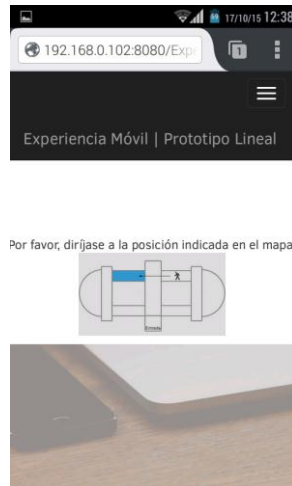 17/10/15 12:38
192.168.0.102:8080/Expe
1
Experiencia Móvil | Prototipo Lineal
Por favor, diríjase a la posición indicada en el mapa
Entrada